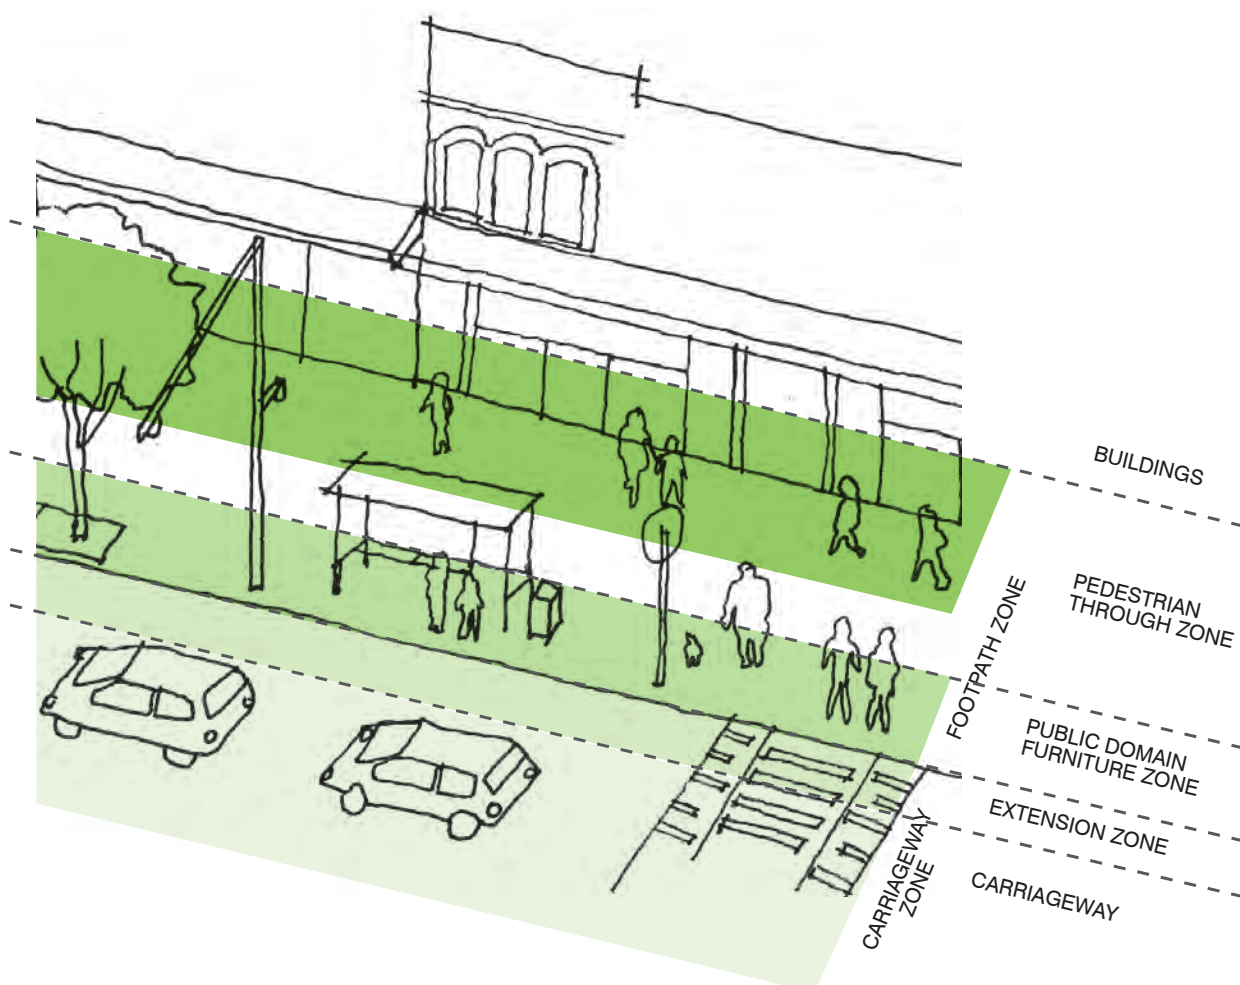 BUILDINGS
PEDESTRIAN
THROUGH ZONE
FOOTPATH ZONE
PUBLIC DOMAIN
FURNITURE ZONE
EXTENSION ZONE
CARRIAGEWAY
ZONE
CARRIAGEWAY